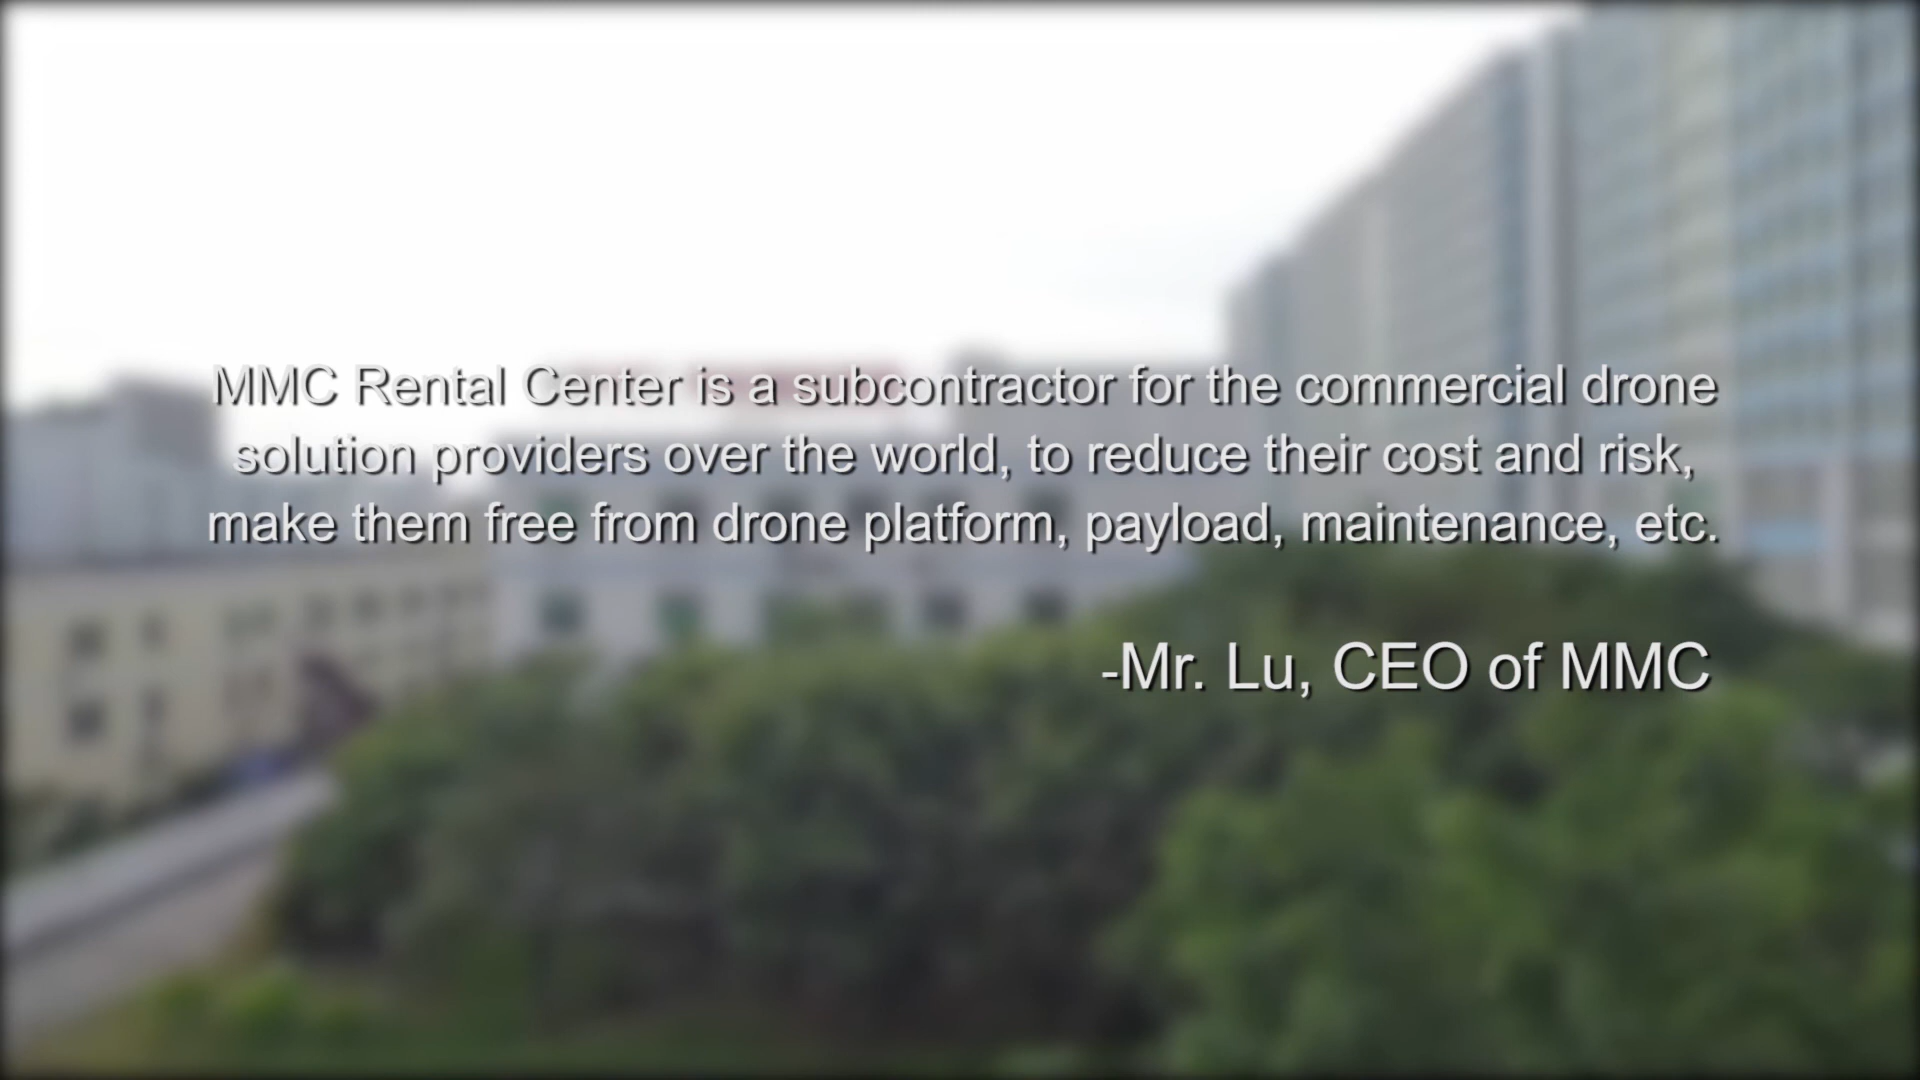 MMC Rental Center is a subcontractor for the commercial drone
solution providers over the world, to reduce their cost and risk,
make them free from drone platform, payload, maintenance, etc.
-Mr. Lu, CEO of MMC